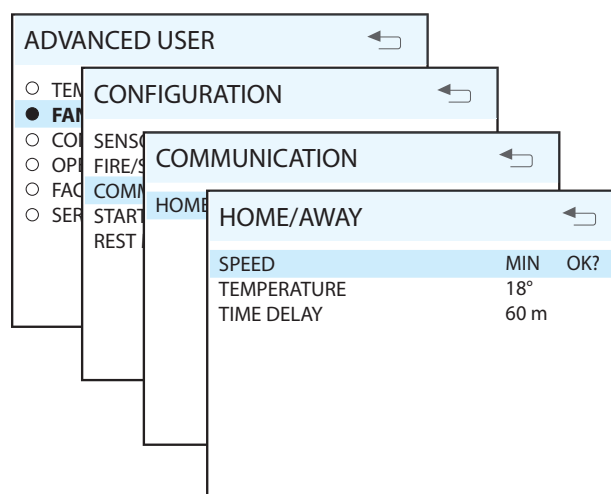 ADVANCED USER
CONFIGURATION
COMMUNICATION
HOME/AWAY
SPEED MIN OK?
TEMPERATURE 18°
TIME DELAY 60 m